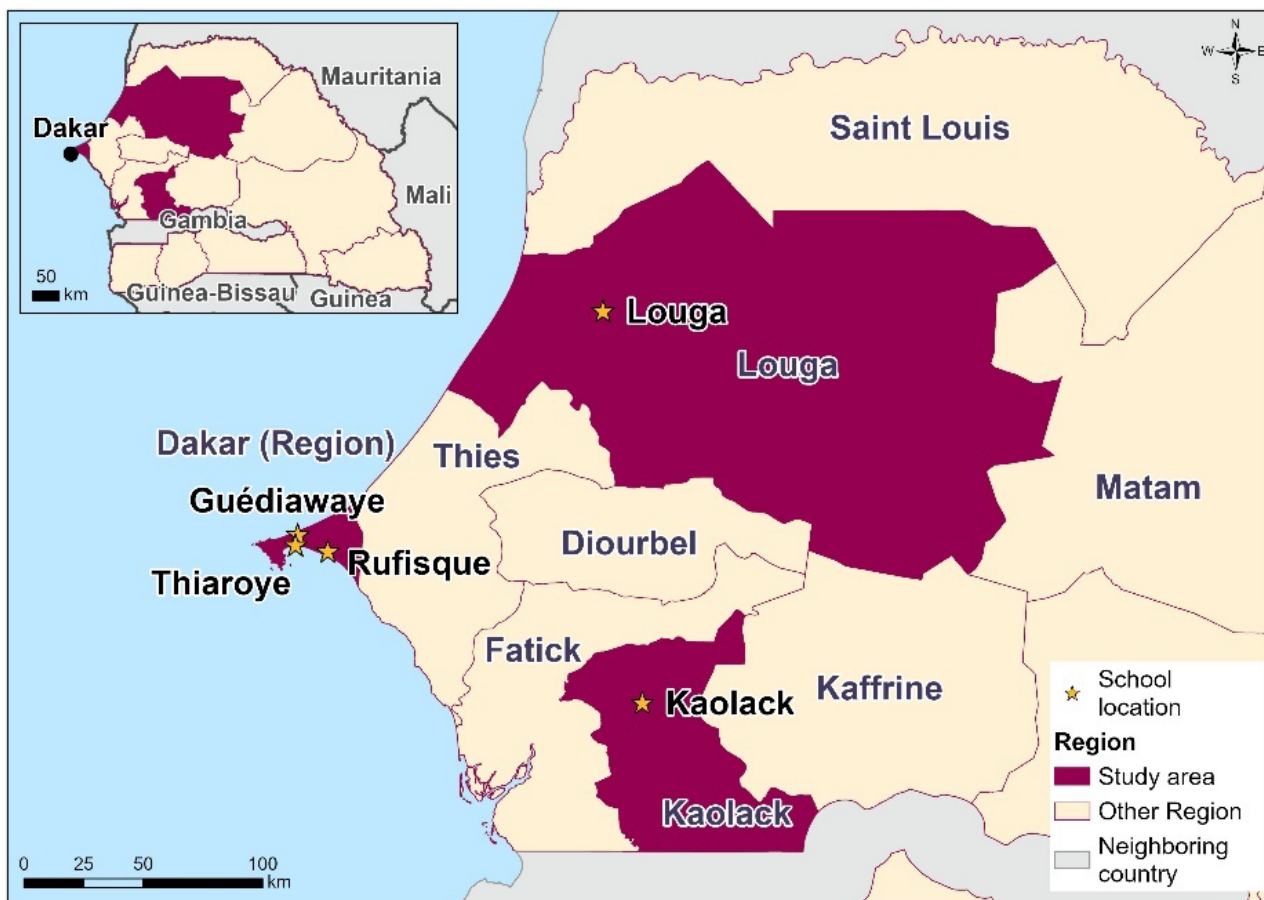 Mauritania
Dakar
Mali
Gambia
50
km
Guinea-Bissau
Guinea
N
W
E
S
Saint Louis
Louga
Louga
Dakar (Region)
Thies
Matam
Guédiawaye
Diourbel
Rufisque
Thiaroye
Fatick
Kaffrine
Kaolack
Kaolack
School
location
Region
Study area
Other Region
Neighboring
country
0 25 50 100
km